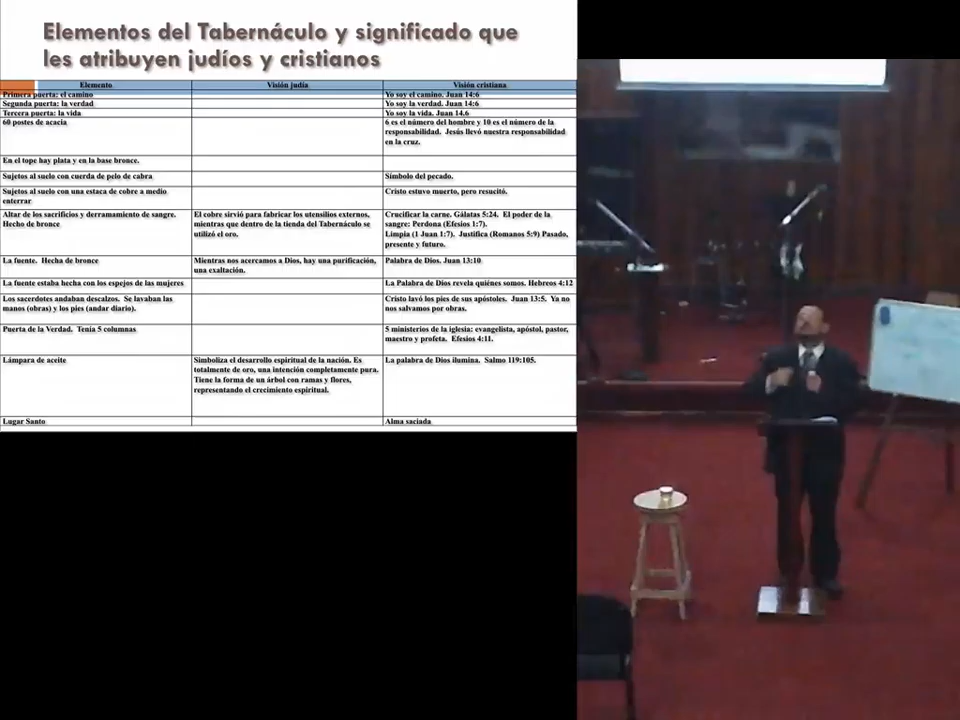 Elementos del Tabernáculo y significado que
les atribuyen judíos y cristianos
Elemento Visión judía Visión cristiana
Primera puerta: el camino Yo soy el camino. Juan 14:6
Segunda puerta: la verdad Yo soy la verdad. Juan 14:6
Tercera puerta: la vida Yo soy la vida. Juan 14.6
60 postes de acacia 6 es el número del hombre y 10 es el número de la
responsabilidad. Jesús llevó nuestra responsabilidad
en la cruz.
En el tope hay plata y en la base bronce.
Sujetos al suelo con cuerda de pelo de cabra Símbolo del pecado.
Sujetos al suelo con una estaca de cobre a medio Cristo estuvo muerto, pero resucitó.
enterrar
Altar de los sacrificios y derramamiento de sangre. El cobre sirvió para fabricar los utensilios externos, Crucificar la carne. Gálatas 5:24. El poder de la
Hecho de bronce mientras que dentro de la tienda del Tabernáculo se sangre: Perdona (Efesios 1:7).
utilizó el oro. Limpia (1 Juan 1:7). Justifica (Romanos 5:9) Pasado,
presente y futuro.
La fuente. Hecha de bronce Mientras nos acercamos a Dios, hay una purificación, Palabra de Dios. Juan 13:10
una exaltación.
La fuente estaba hecha con los espejos de las mujeres La Palabra de Dios revela quiénes somos. Hebreos 4:12
Los sacerdotes andaban descalzos. Se lavaban las Cristo lavó los pies de sus apóstoles. Juan 13:5. Ya no
manos (obras) y los pies (andar diario). nos salvamos por obras.
Puerta de la Verdad. Tenía 5 columnas 5 ministerios de la iglesia: evangelista, apóstol, pastor,
maestro y profeta. Efesios 4:11.
Lámpara de aceite Simboliza el desarrollo espiritual de la nación. Es La palabra de Dios ilumina. Salmo 119:105.
totalmente de oro, una intención completamente pura.
Tiene la forma de un árbol con ramas y flores,
representando el crecimiento espiritual.
Lugar Santo Alma saciada